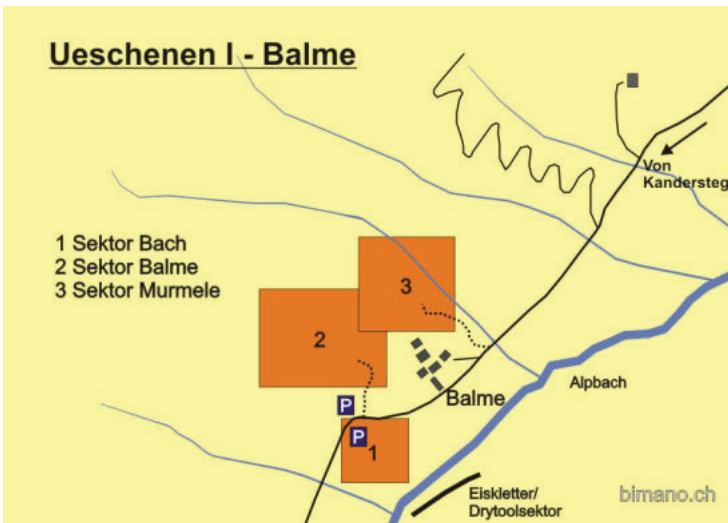 Ueschenen I - Balme
Von
Kandersteg
1 Sektor Bach
2 Sektor Balme
3 Sektor Murmele
3
2
Balme
Alpbach
P
P
1
Eiskletter/
Drytoolsektor
bimano.ch